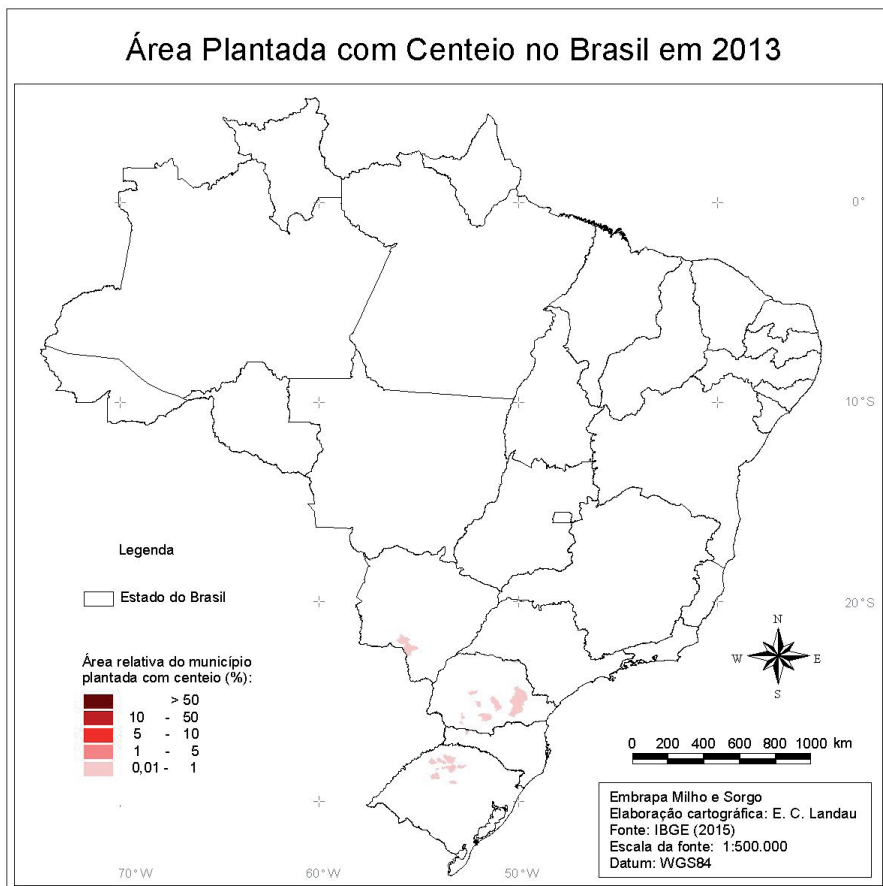 Área Plantada com Centeio no Brasil em 2013
0°
10°S
20°S
Legenda
Estado do Brasil
Área relativa do município
plantada com centeio (%):
> 50
10 - 50
5 - 10
1 - 5
0,01 - 1
N
W E
S
0 200 400 600 800 1000 km
Embrapa Milho e Sorgo
Elaboração cartográfica: E. C. Landau
Fonte: IBGE (2015)
Escala da fonte: 1:500.000
Datum: WGS84
70°W 60°W 50°W